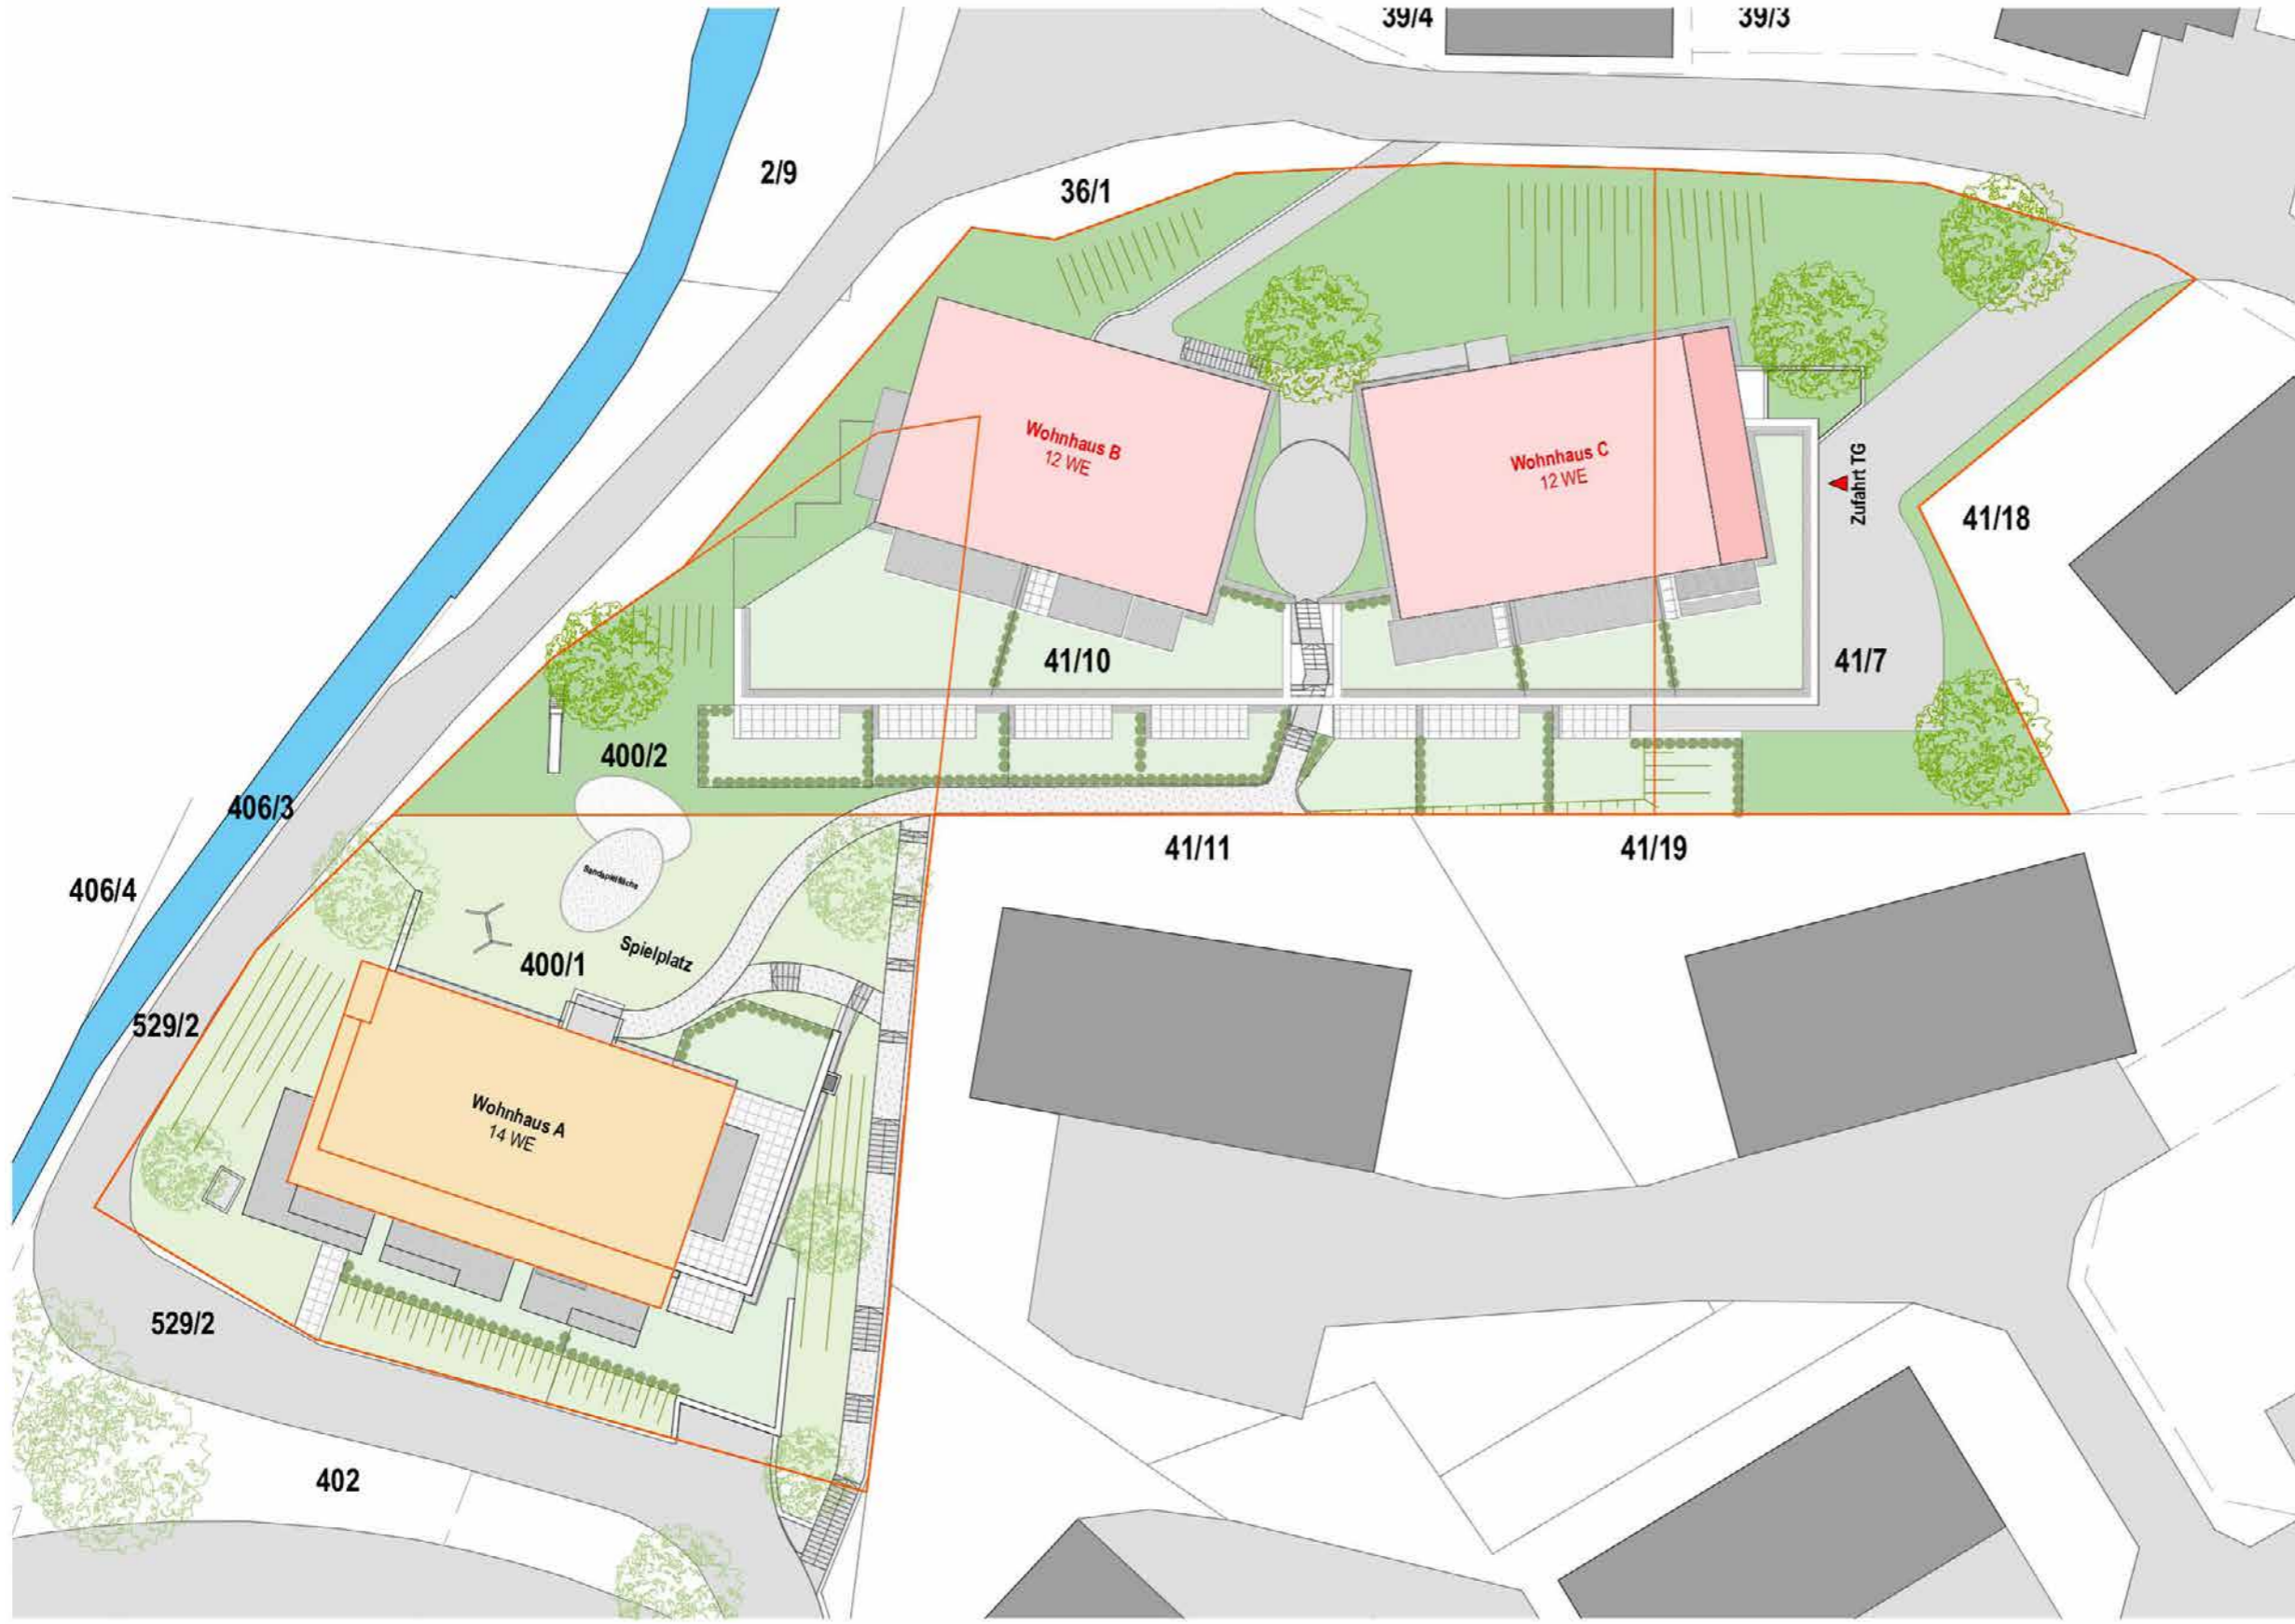 39/4
39/3
2/9
36/1
Wohnhaus B
12 WE
Wohnhaus C
12 WE
Zufahrt TG
41/18
41/10
41/7
400/2
406/3
41/11
41/19
406/4
Sandspielfläche
Spielplatz
400/1
529/2
Wohnhaus A
14 WE
529/2
402